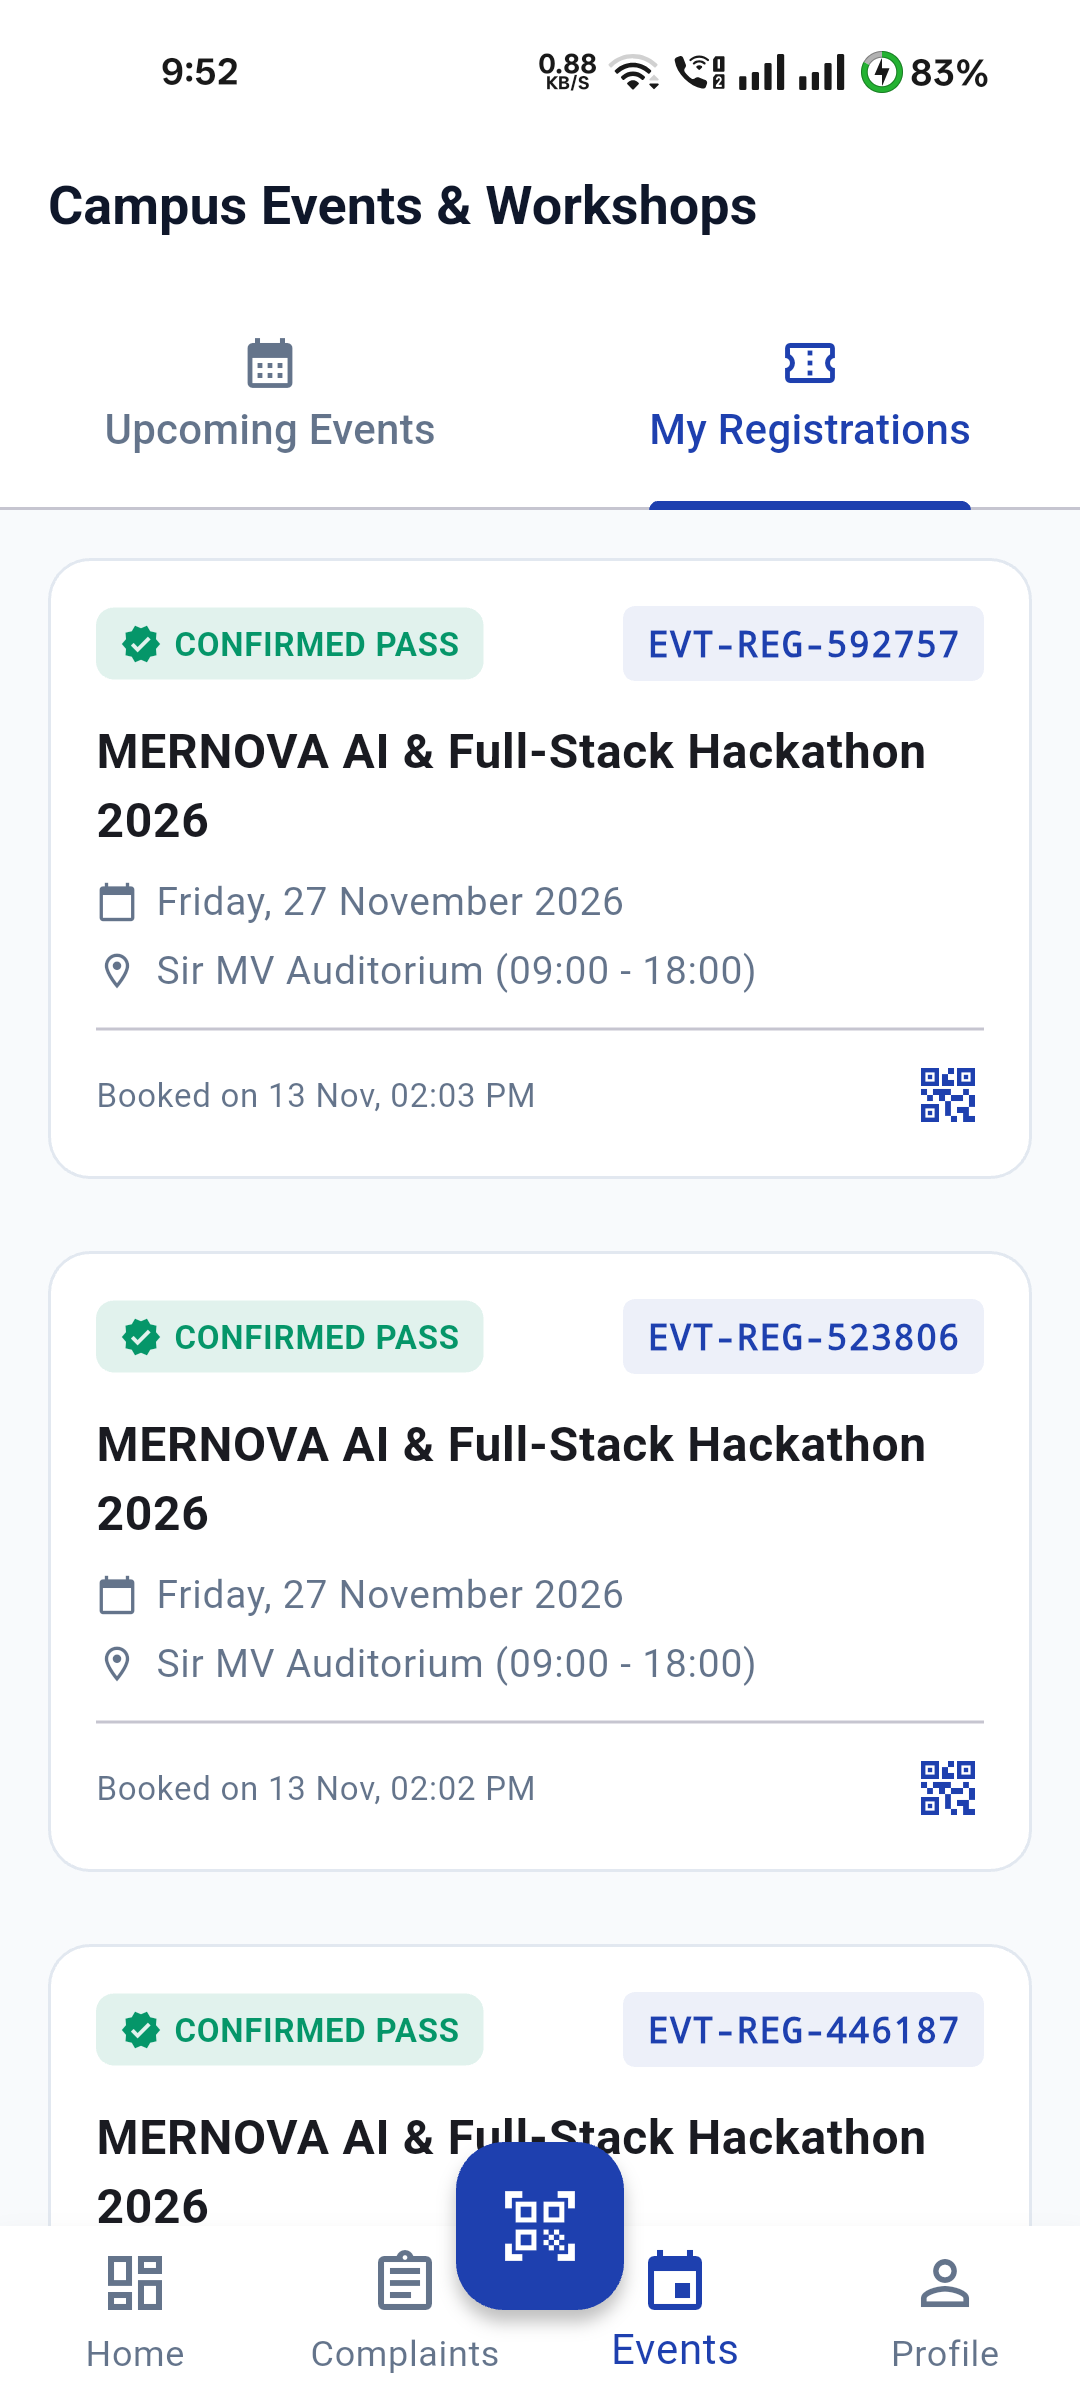 9:52
0.88
KB/S
1
2
83%
Campus Events & Workshops
Upcoming Events
My Registrations
CONFIRMED PASS
EVT-REG-592757
MERNOVA AI & Full-Stack Hackathon
2026
Friday, 27 November 2026
Sir MV Auditorium (09:00 - 18:00)
Booked on 13 Nov, 02:03 PM
CONFIRMED PASS
EVT-REG-523806
MERNOVA AI & Full-Stack Hackathon
2026
Friday, 27 November 2026
Sir MV Auditorium (09:00 - 18:00)
Booked on 13 Nov, 02:02 PM
CONFIRMED PASS
EVT-REG-446187
MERNOVA AI & Full-Stack Hackathon
2026
Home
Complaints
Events
Profile